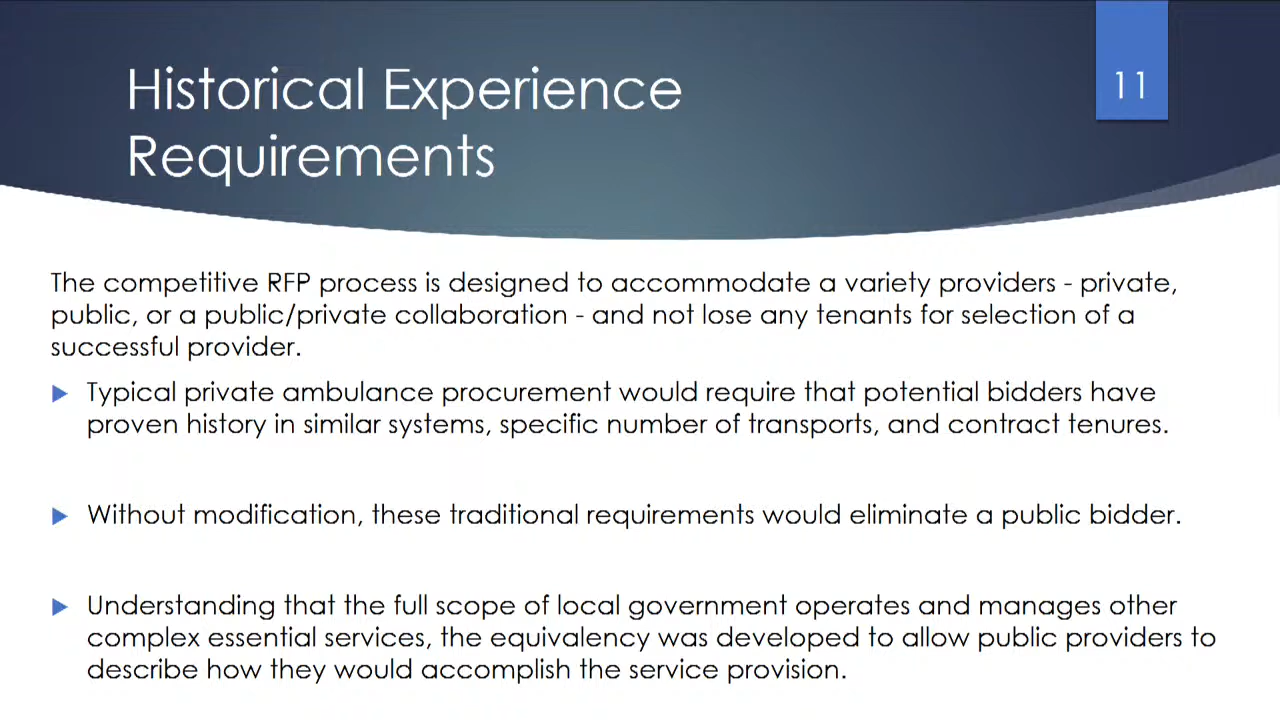 Historical Experience
Requirements
11
The competitive RFP process is designed to accommodate a variety providers - private,
public, or a public/private collaboration - and not lose any tenants for selection of a
successful provider.
Typical private ambulance procurement would require that potential bidders have
proven history in similar systems, specific number of transports, and contract tenures.
Without modification, these traditional requirements would eliminate a public bidder.
Understanding that the full scope of local government operates and manages other
complex essential services, the equivalency was developed to allow public providers to
describe how they would accomplish the service provision.